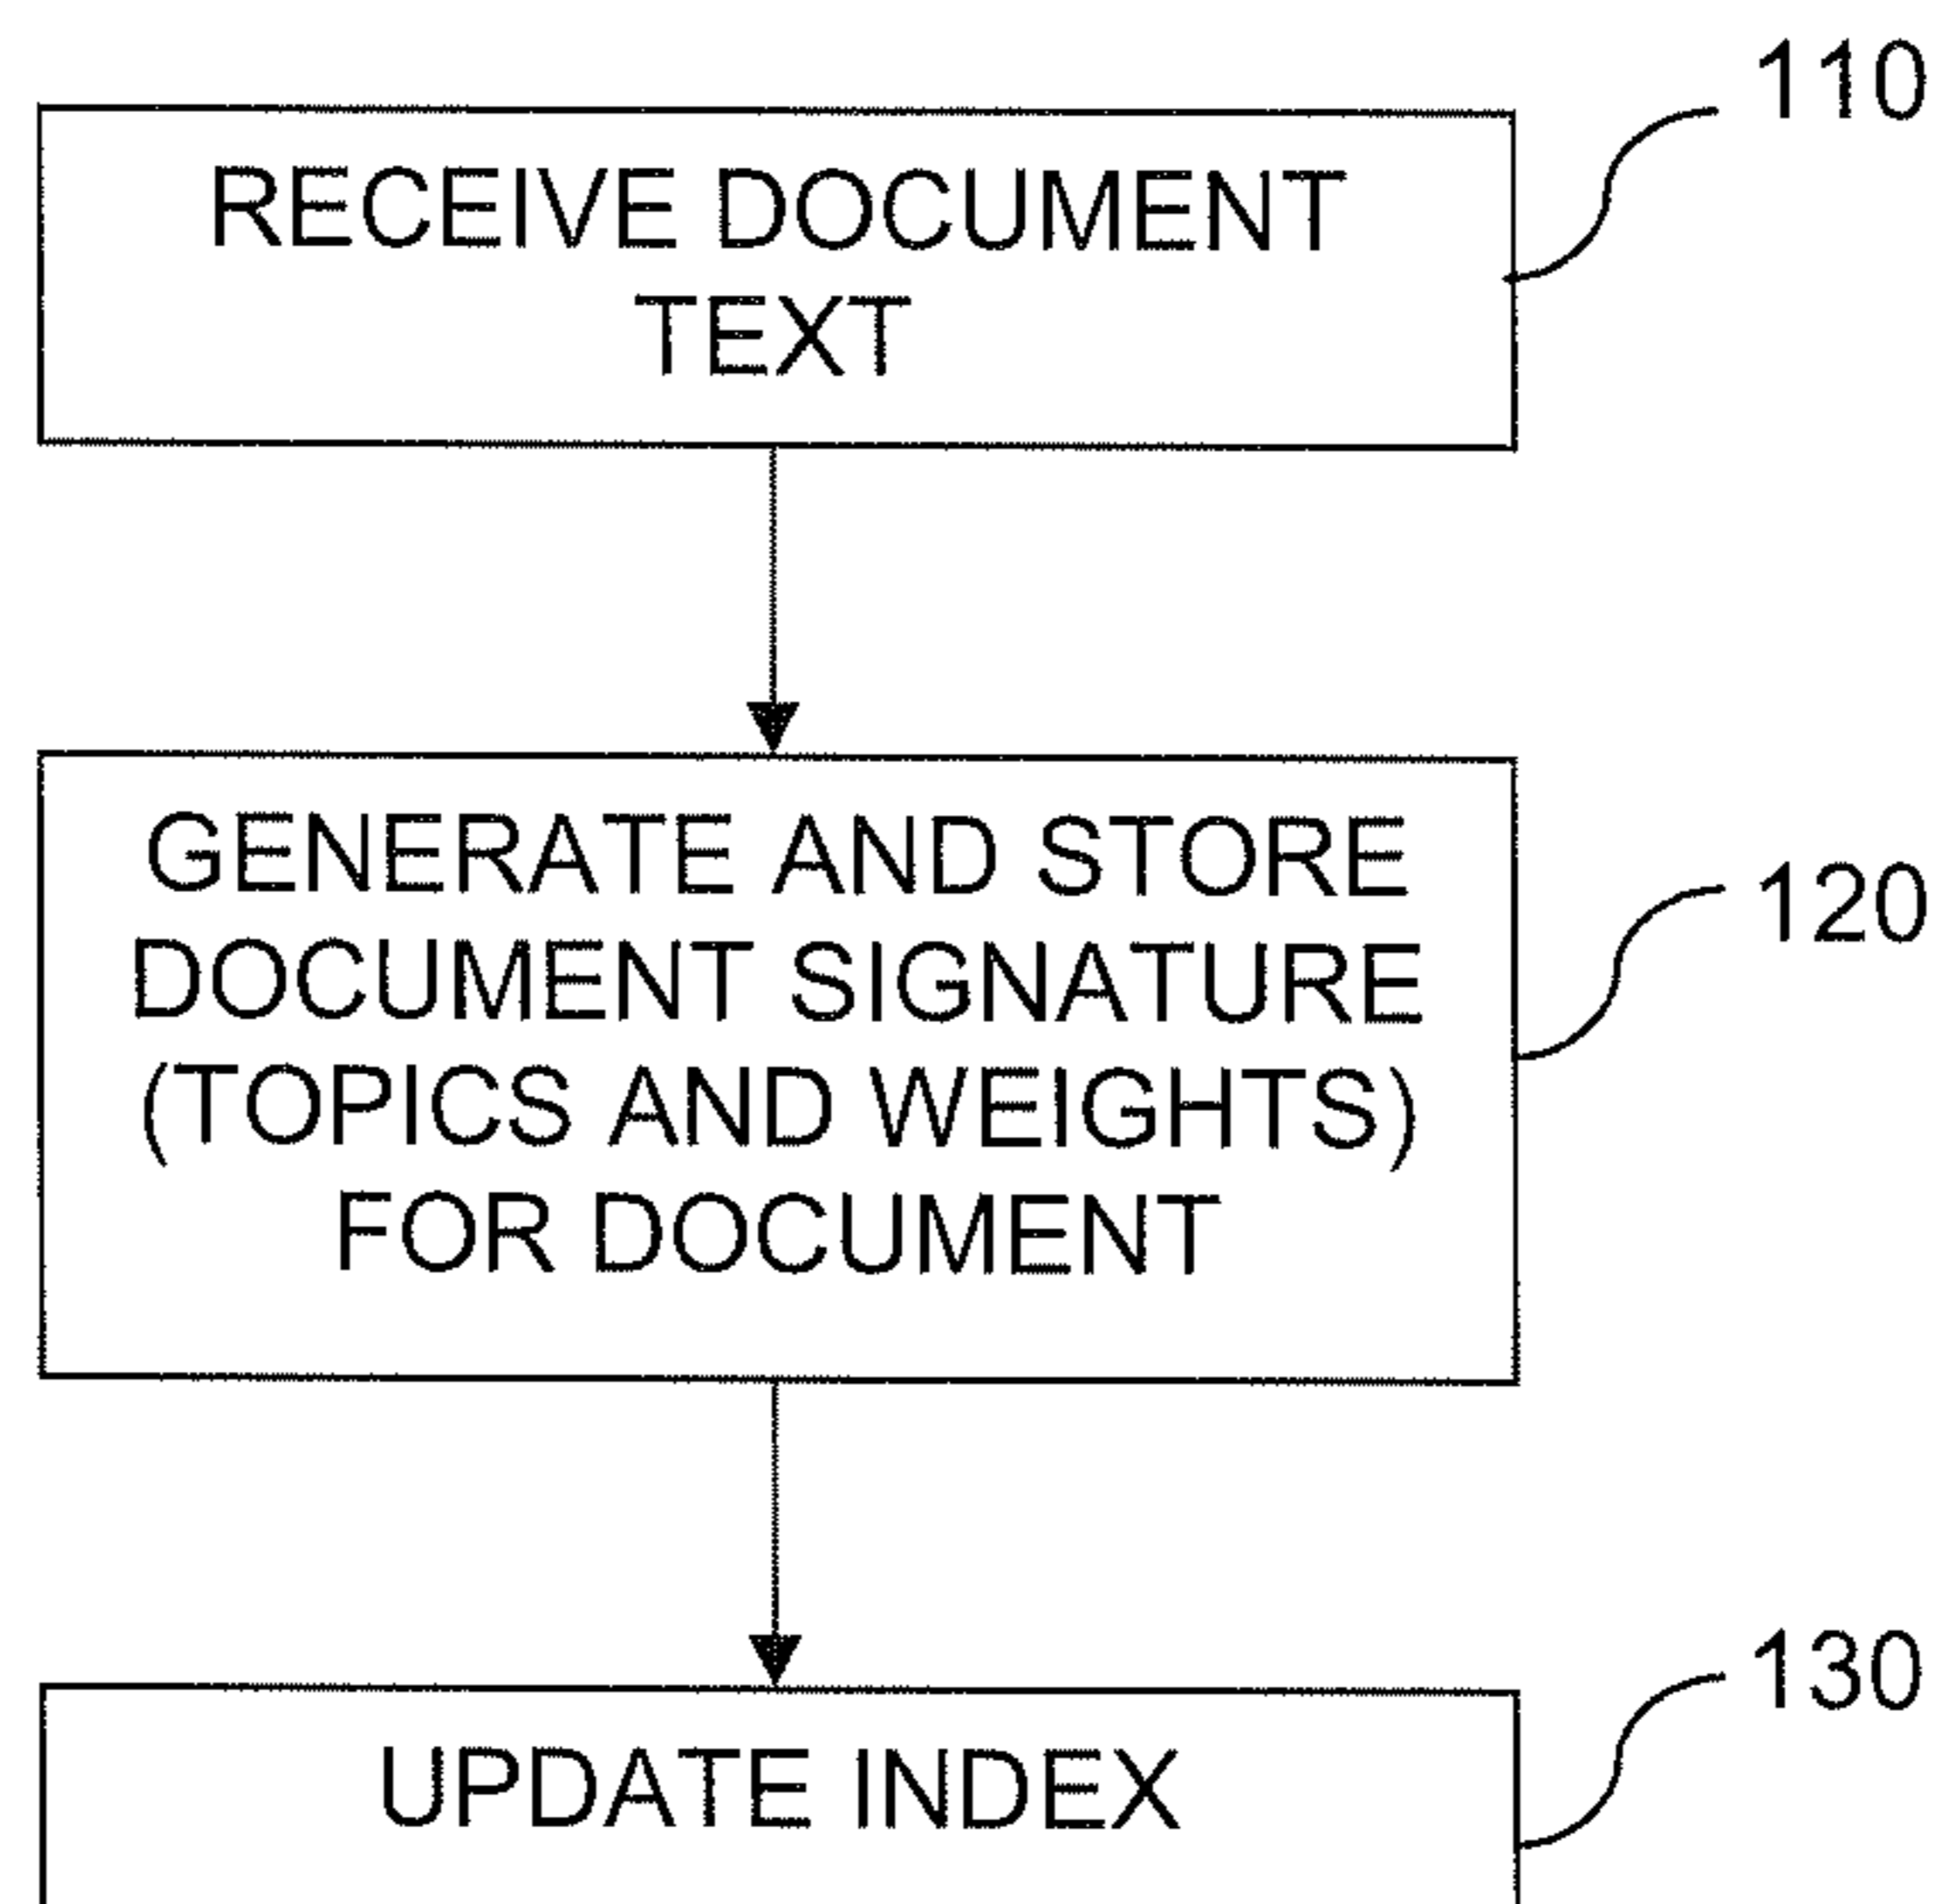 110
RECEIVE DOCUMENT
TEXT
GENERATE AND STORE
DOCUMENT SIGNATURE
(TOPICS AND WEIGHTS)
FOR DOCUMENT
120
130
UPDATE INDEX